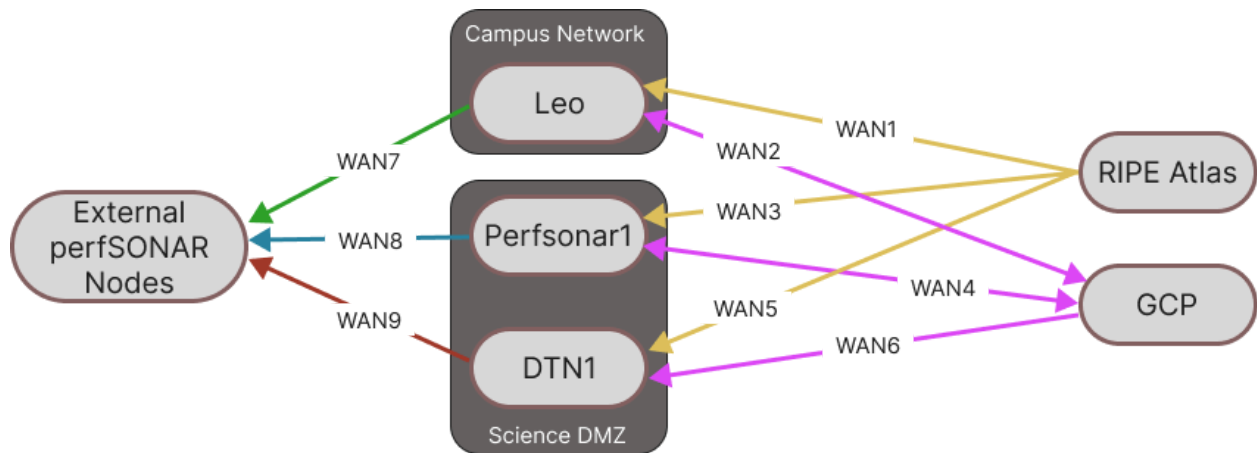 Campus Network
Leo
WAN7
WAN1
WAN2
RIPE Atlas
External
perfSONAR
Nodes
WAN8
Perfsonar1
WAN3
WAN4
GCP
WAN9
DTN1
WAN5
WAN6
Science DMZ